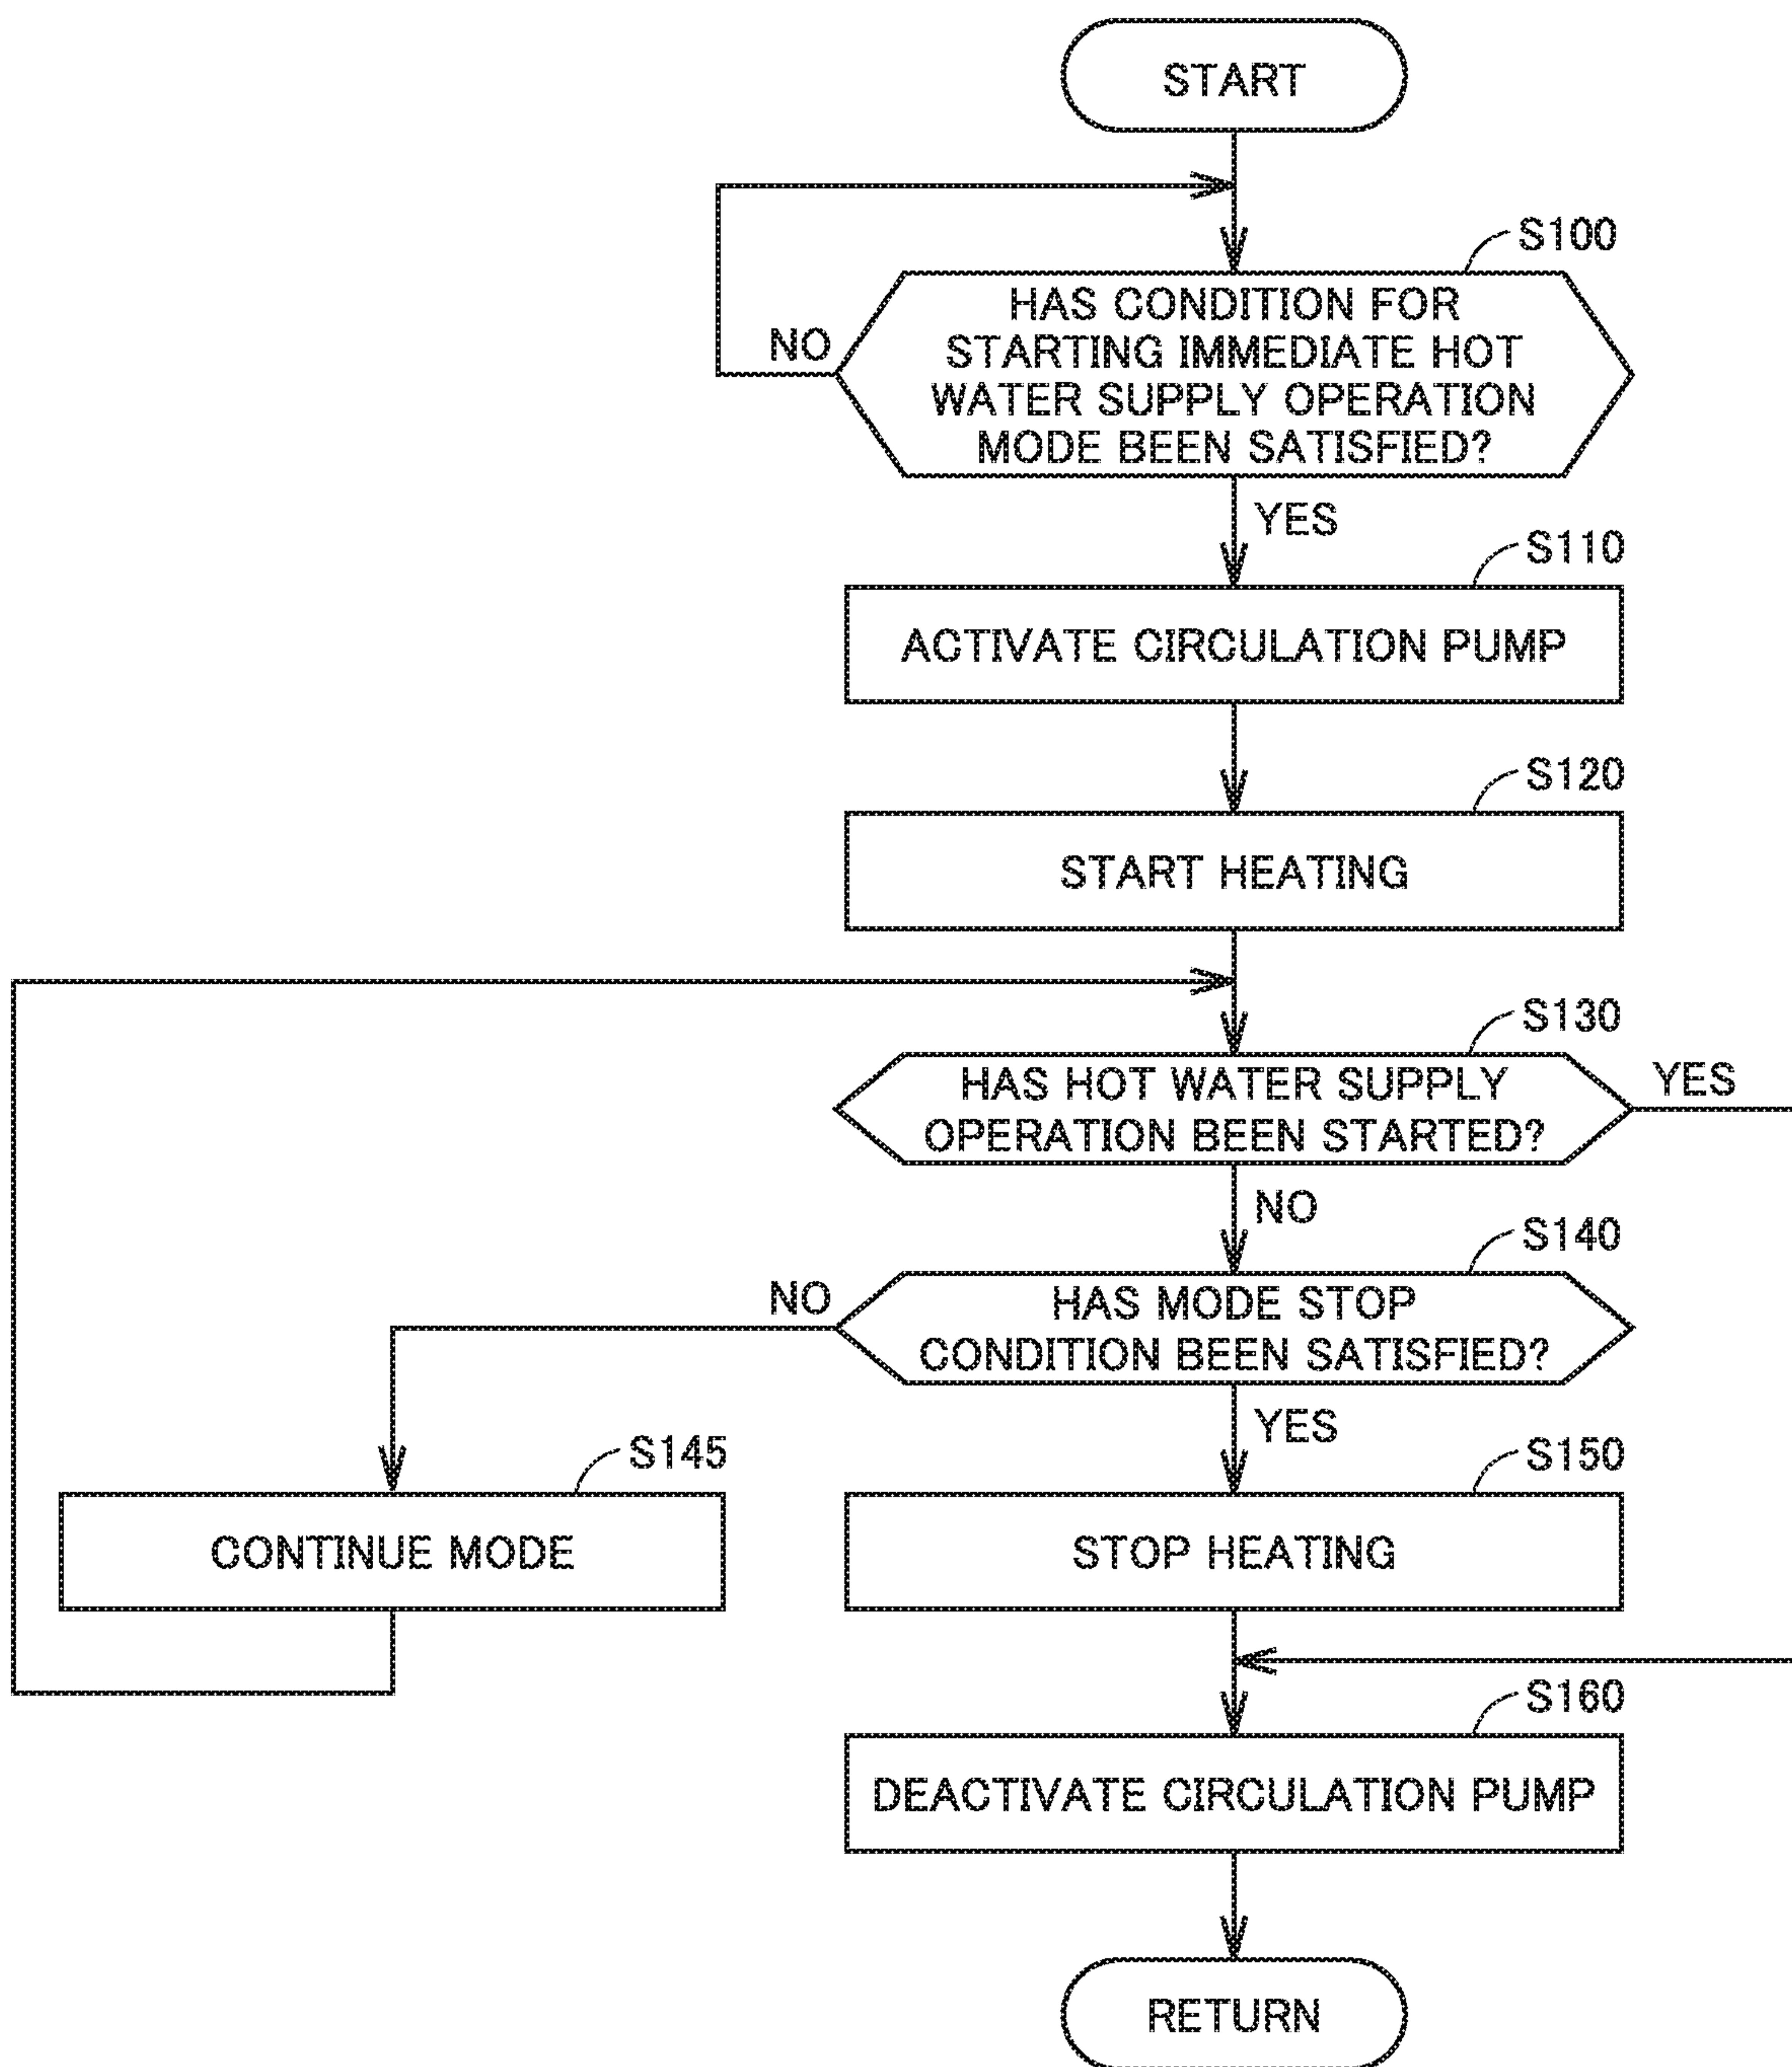 START
S100
HAS CONDITION FOR
STARTING IMMEDIATE HOT
WATER SUPPLY OPERATION
MODE BEEN SATISFIED?
NO
YES
S110
ACTIVATE CIRCULATION PUMP
S120
START HEATING
S130
HAS HOT WATER SUPPLY
OPERATION BEEN STARTED?
YES
NO
S140
HAS MODE STOP
CONDITION BEEN SATISFIED?
NO
YES
S145
CONTINUE MODE
S150
STOP HEATING
S160
DEACTIVATE CIRCULATION PUMP
RETURN